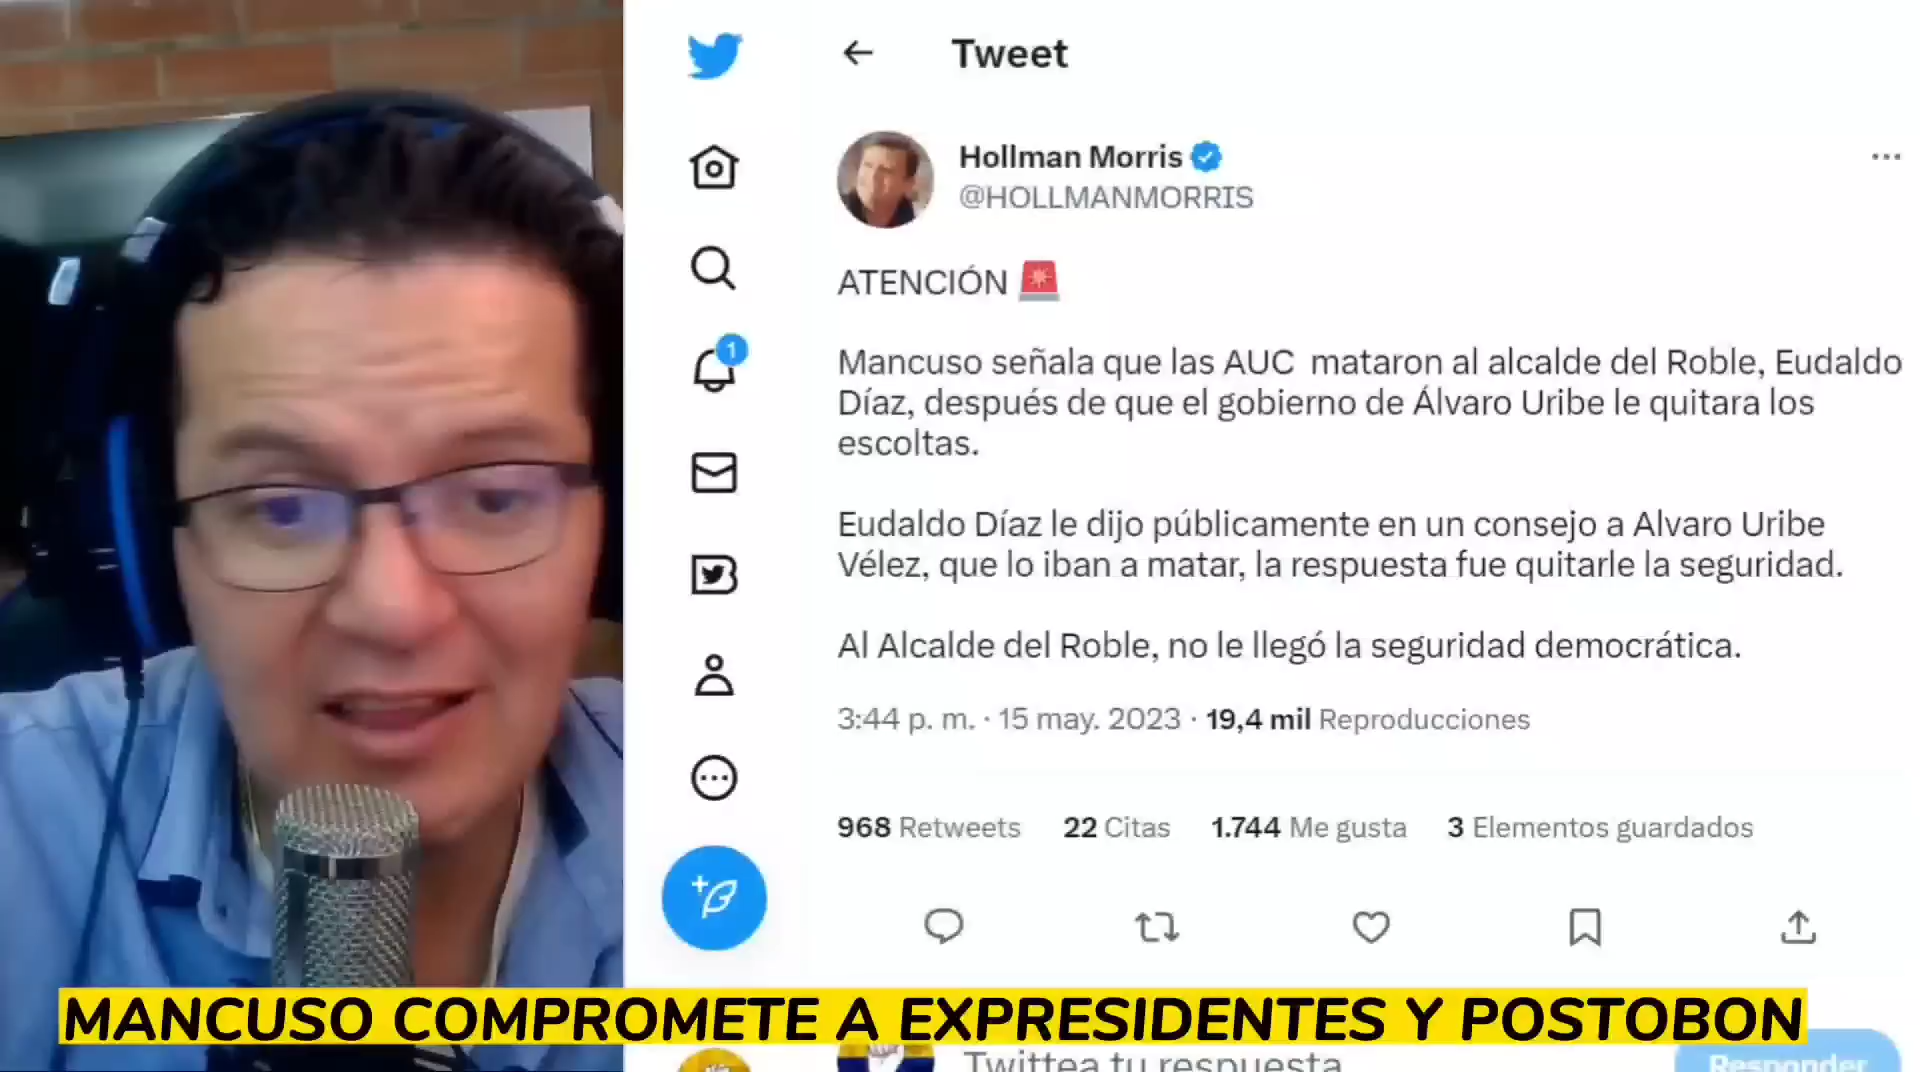 Tweet
Hollman Morris
@HOLLMANMORRIS
ATENCIÓN
1
Mancuso señala que las AUC mataron al alcalde del Roble, Eudaldo
Díaz, después de que el gobierno de Álvaro Uribe le quitara los
escoltas.
Eudaldo Díaz le dijo públicamente en un consejo a Alvaro Uribe
Vélez, que lo iban a matar, la respuesta fue quitarle la seguridad.
Al Alcalde del Roble, no le llegó la seguridad democrática.
3:44 p. m. · 15 may. 2023 · 19,4 mil Reproducciones
968 Retweets 22 Citas 1.744 Me gusta 3 Elementos guardados
MANCUSO COMPROMETE A EXPRESIDENTES Y POSTOBON
Twittea tu respuesta
Responder